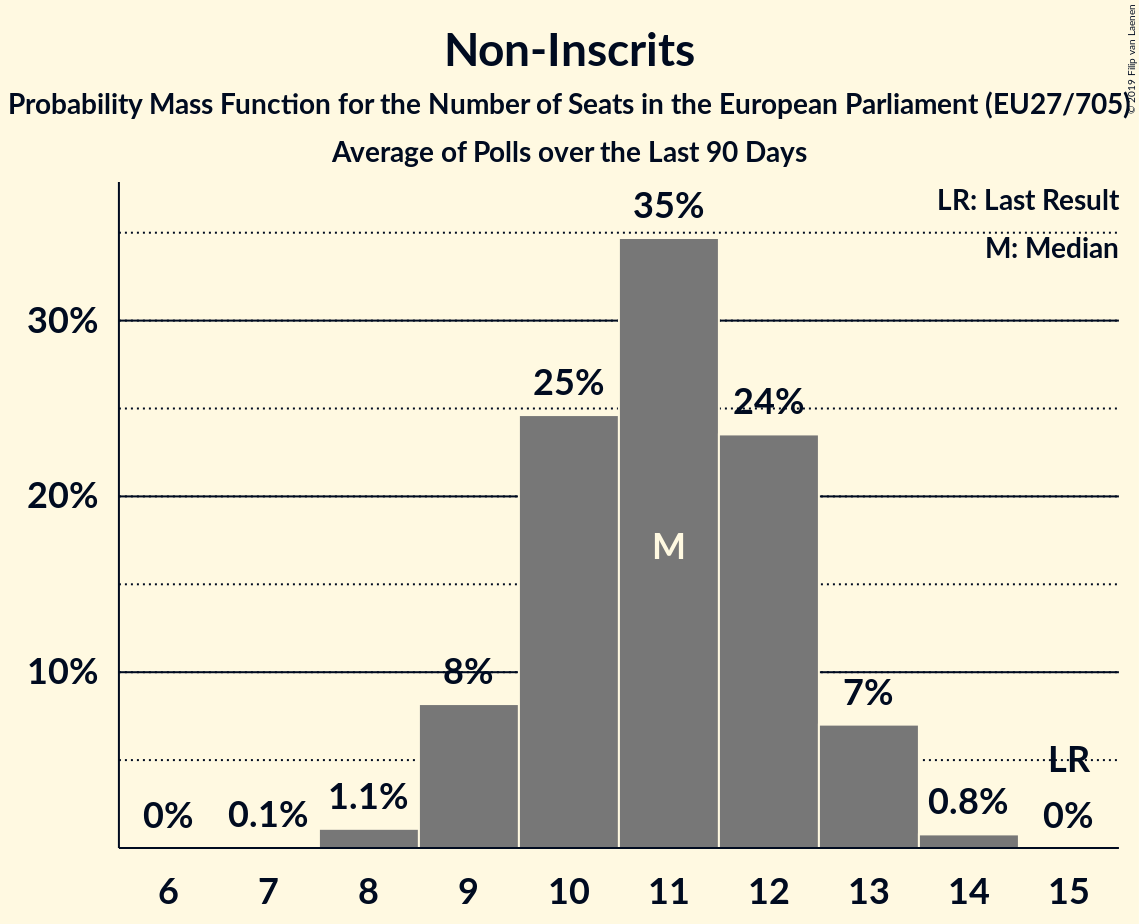 Non-Inscrits
Probability Mass Function for the Number of Seats in the European Parliament (EU27/705)
Average of Polls over the Last 90 Days
© 2019 Filip van Laenen
LR: Last Result
M: Median
35%
30%
25%
24%
20%
M
10%
8%
7%
LR
0%
0.1%
1.1%
0.8%
0%
6 7 8 9 10 11 12 13 14 15